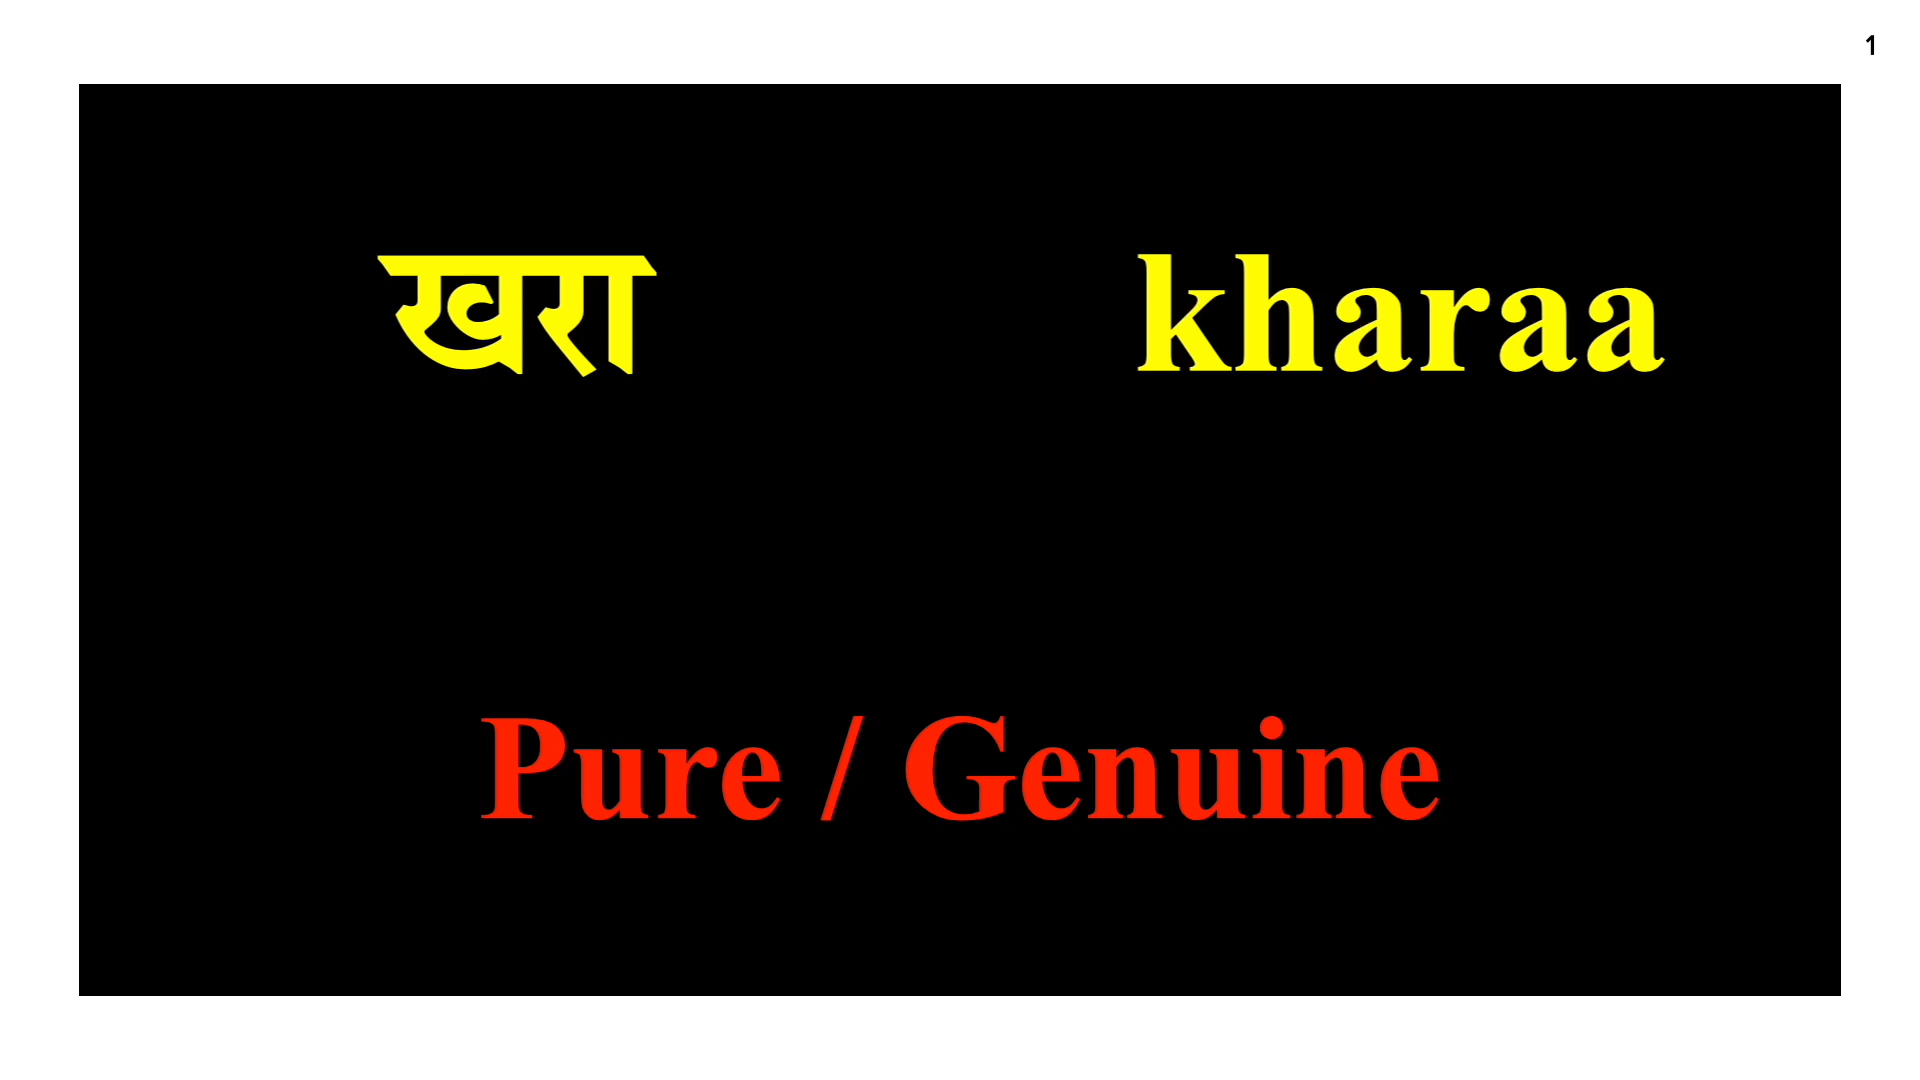 1
खरा kharaa
Pure / Genuine